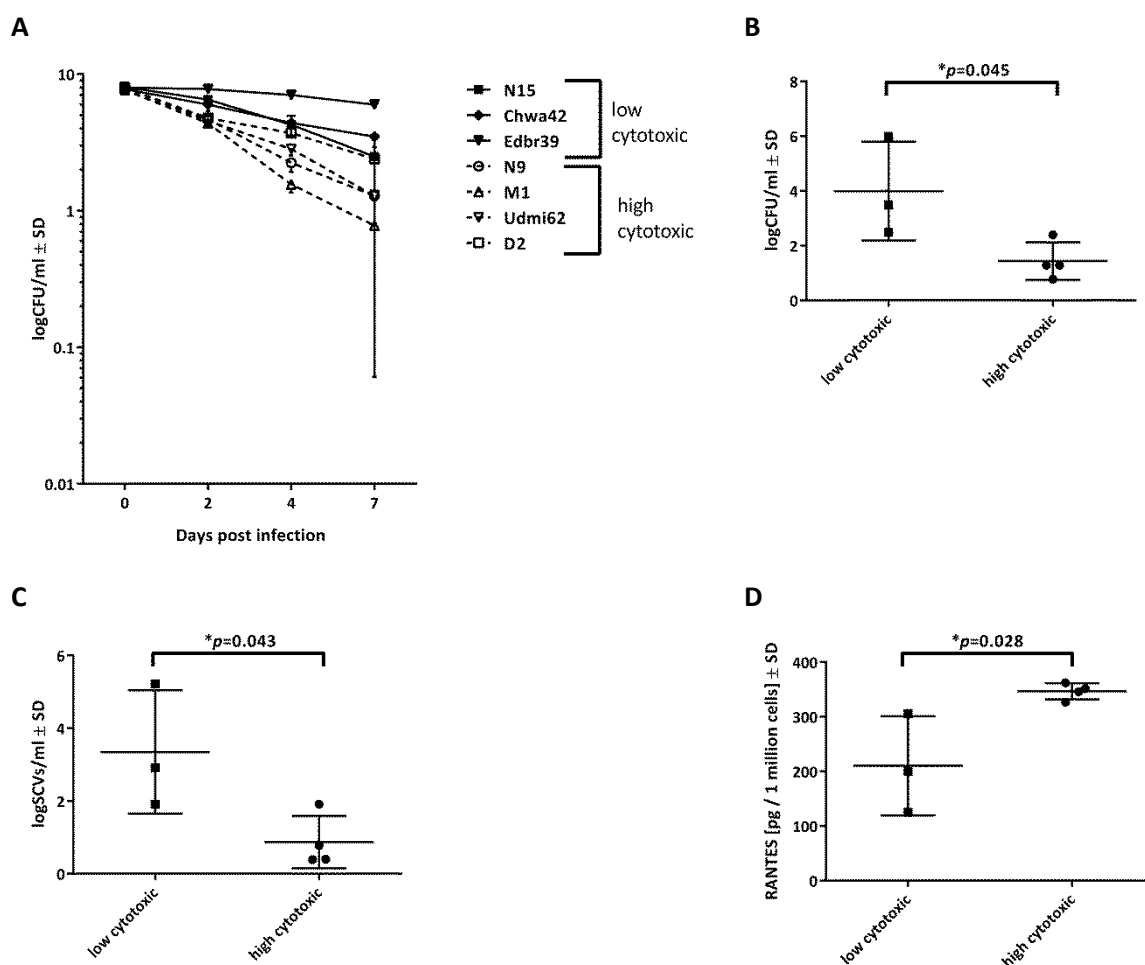 A
logCFU/ml ± SD
10
1
0.1
0.01
0
2
4
7
Days post infection
N15
Chwa42
Edbr39
N9
M1
Udmi62
D2
low
cytotoxic
high
cytotoxic
B
*p=0.045
logCFU/ml ± SD
8
6
4
2
0
low cytotoxic
high cytotoxic
C
*p=0.043
logSCVs/ml ± SD
6
4
2
0
low cytotoxic
high cytotoxic
D
*p=0.028
RANTES [pg / 1 million cells] ± SD
400
300
200
100
0
low cytotoxic
high cytotoxic